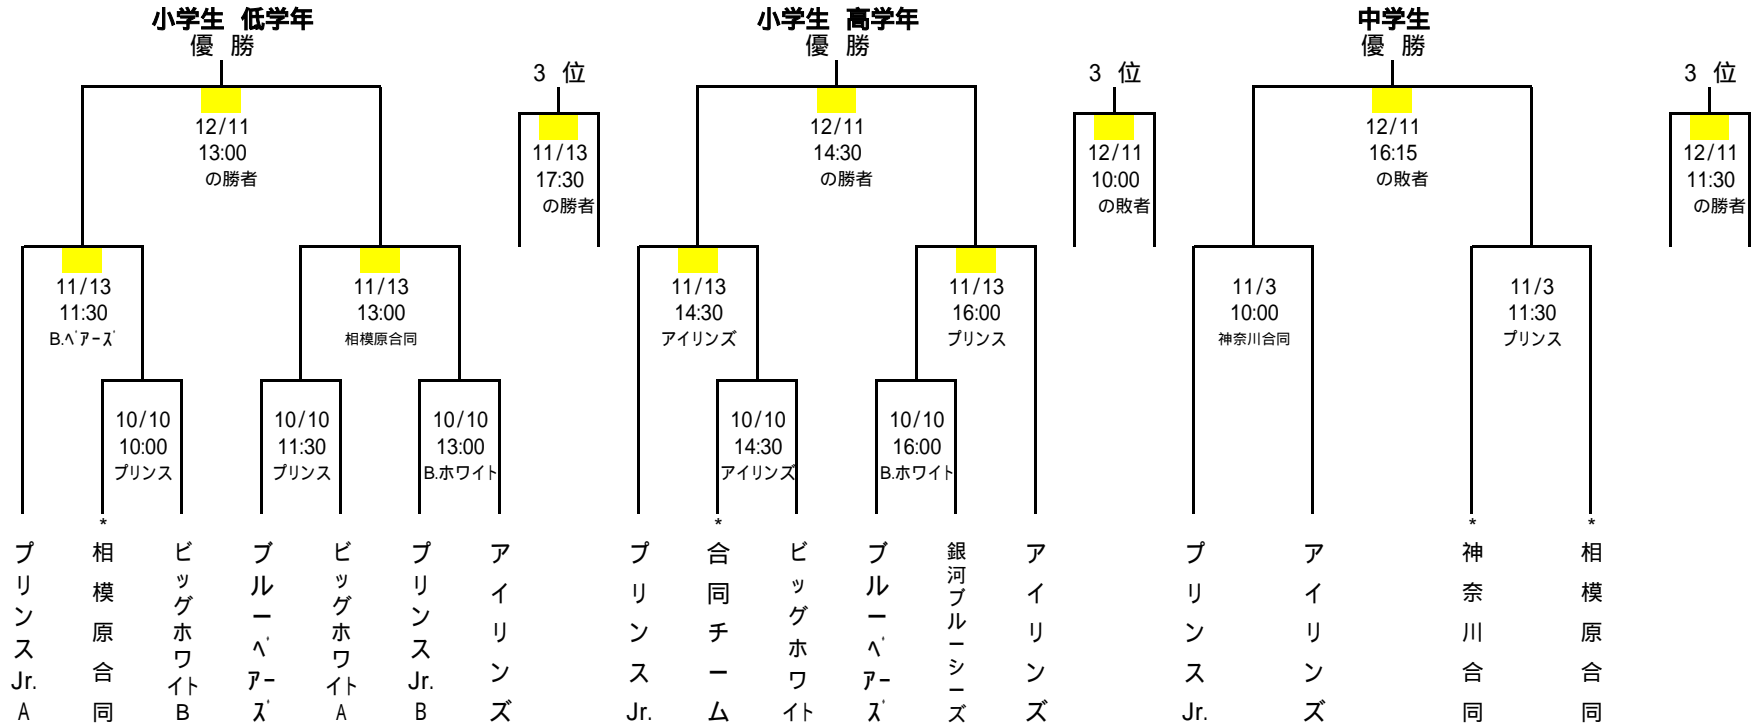 小学生 低学年
優 勝
12/11
13:00
の勝者
3 位
11/13
17:30
の勝者
11/13
11:30
B.ベアーズ
11/13
13:00
相模原合同
10/10
10:00
プリンス
10/10
11:30
プリンス
10/10
13:00
B.ホワイト
プリンスJr.A
*相模原合同
ビッグホワイトB
ブルーベアーズ
ビッグホワイトA
プリンスJr.B
アイリンズ
小学生 高学年
優 勝
12/11
14:30
の勝者
3 位
12/11
10:00
の敗者
11/13
14:30
アイリンズ
11/13
16:00
プリンス
10/10
14:30
アイリンズ
10/10
16:00
B.ホワイト
プリンスJr.
*合同チーム
ビッグホワイト
ブルーベアーズ
銀河ブルーシーズ
アイリンズ
中学生
優 勝
12/11
16:15
の敗者
3 位
12/11
11:30
の勝者
11/3
10:00
神奈川合同
11/3
11:30
プリンス
プリンスJr.
アイリンズ
*神奈川合同
*相模原合同